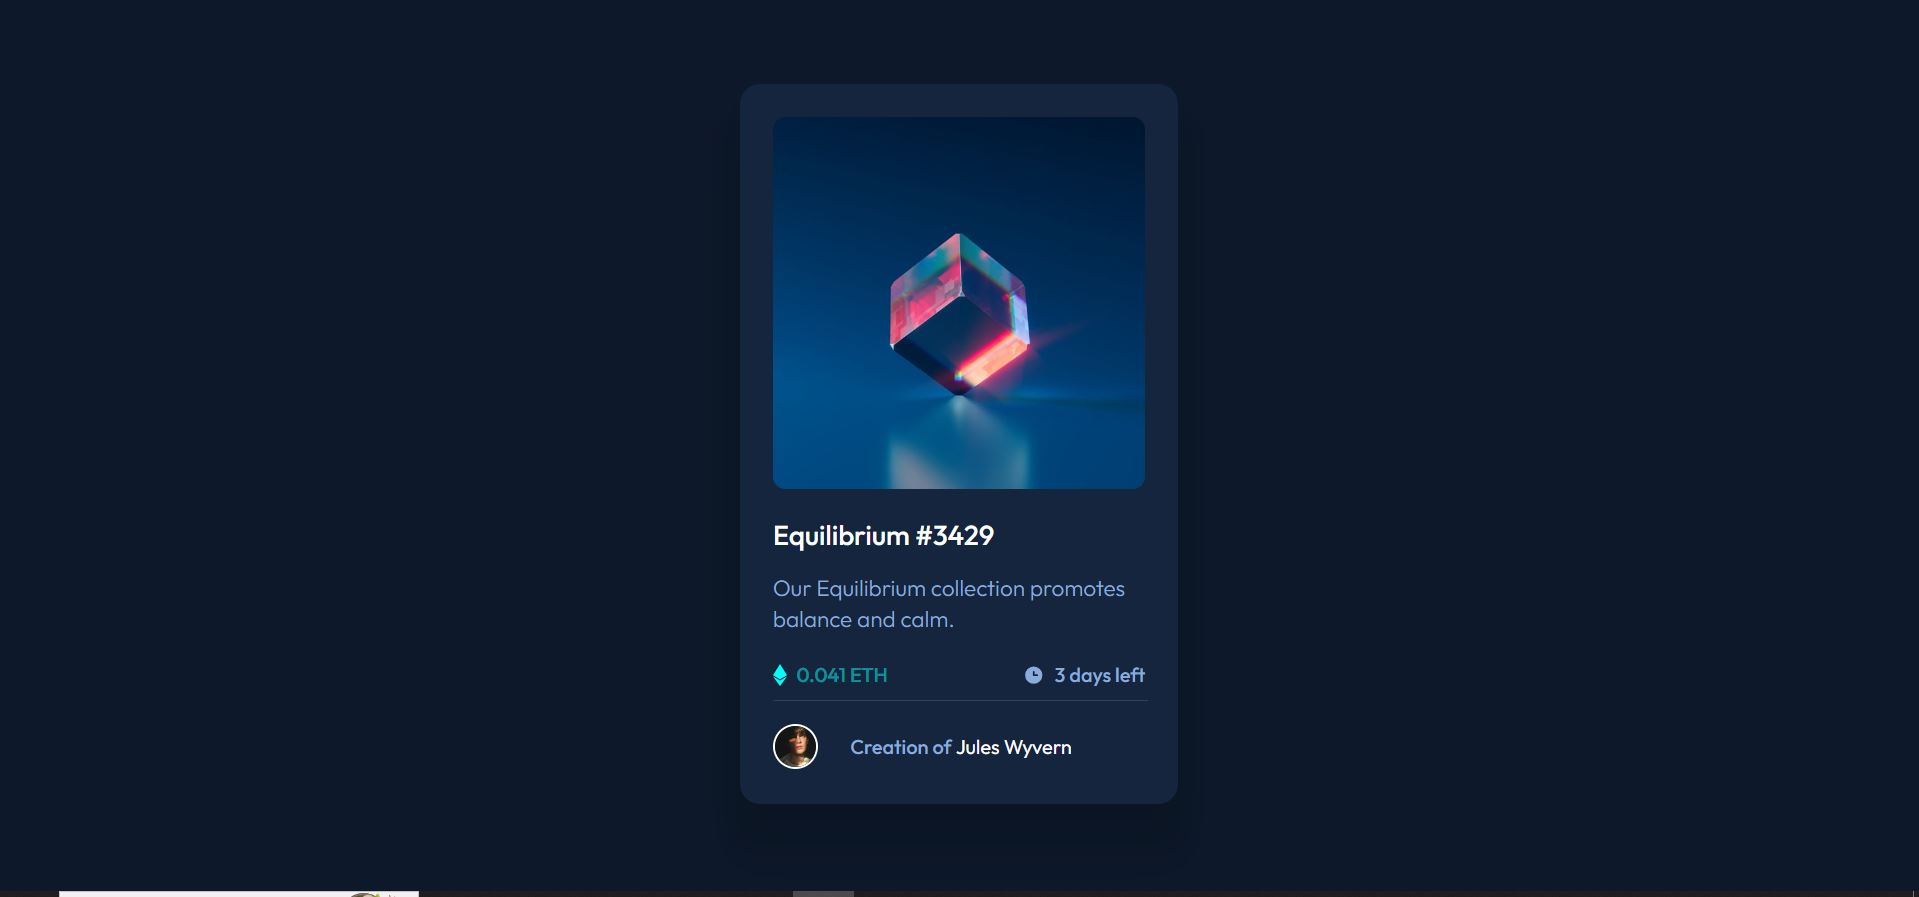 Equilibrium #3429
Our Equilibrium collection promotes
balance and calm.
0.041 ETH
3 days left
Creation of Jules Wyvern